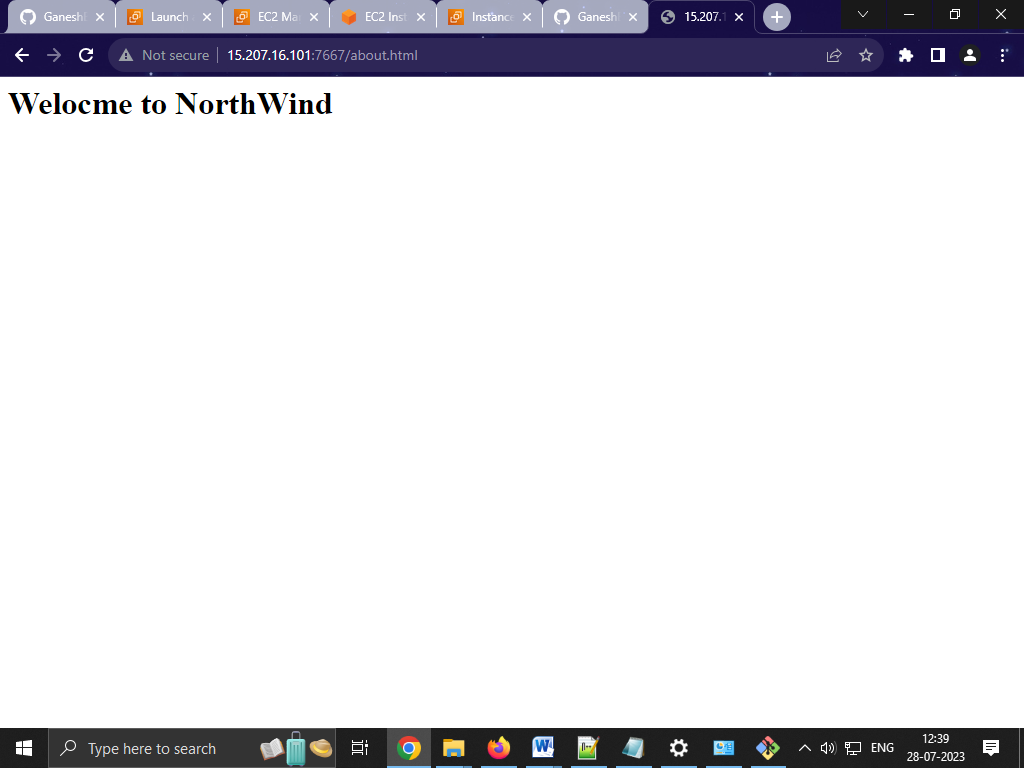 Ganesh
Launch
EC2 Ma
EC2 Inst
Instance
Ganesh
15.207.1
Not secure
15.207.16.101:7667/about.html
Welocme to NorthWind
Type here to search
ENG
12:39
28-07-2023